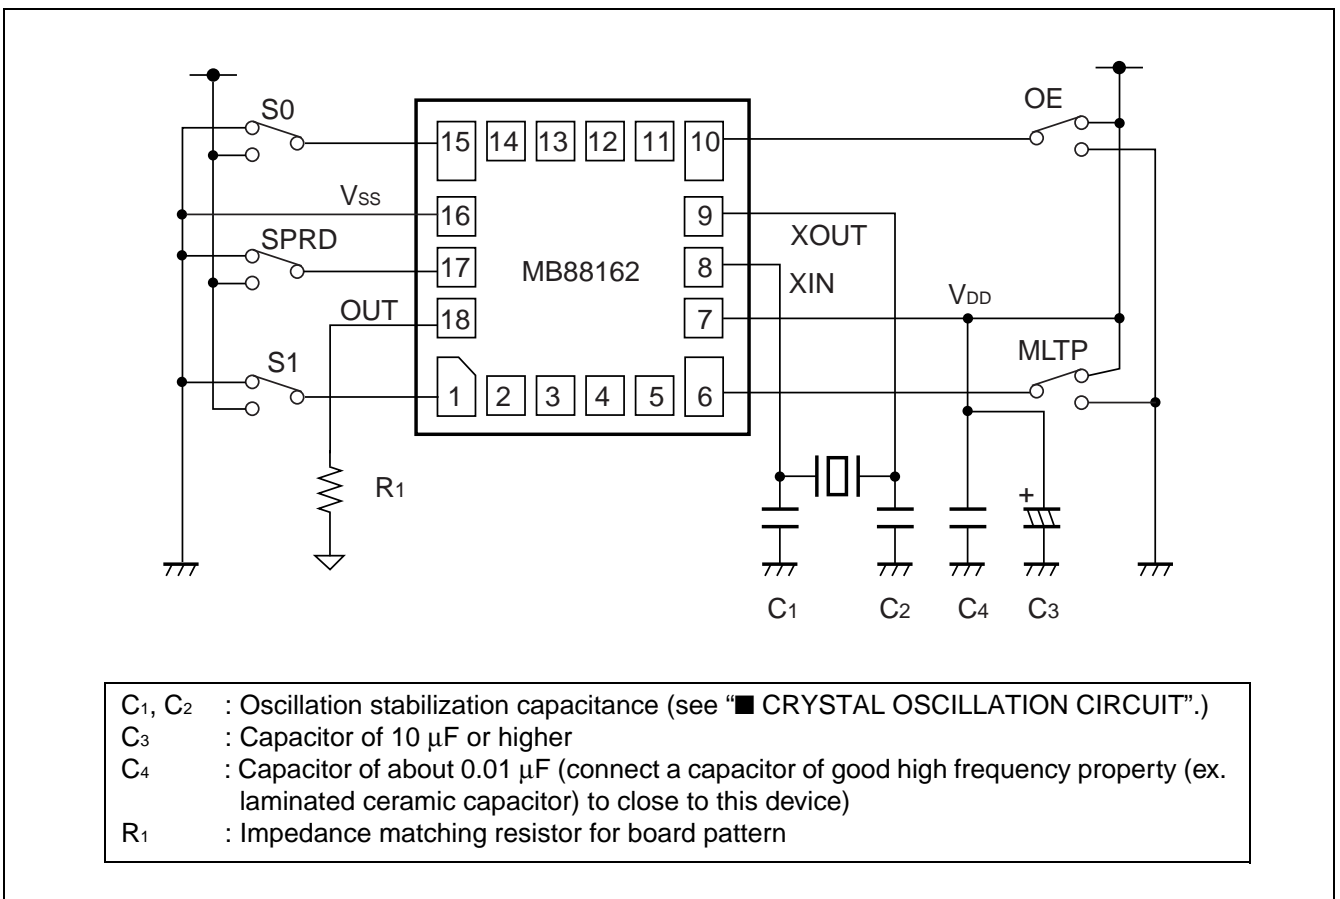 S0
OE
15 14 13 12 11 10
VSS
16
9
XOUT
SPRD
17
MB88162
8
XIN
OUT
18
7
VDD
S1
MLTP
1 2 3 4 5 6
R1
+
C1 C2 C4 C3
C1, C2 : Oscillation stabilization capacitance (see “■ CRYSTAL OSCILLATION CIRCUIT”.)
C3 : Capacitor of 10 μF or higher
C4 : Capacitor of about 0.01 μF (connect a capacitor of good high frequency property (ex.
laminated ceramic capacitor) to close to this device)
R1 : Impedance matching resistor for board pattern